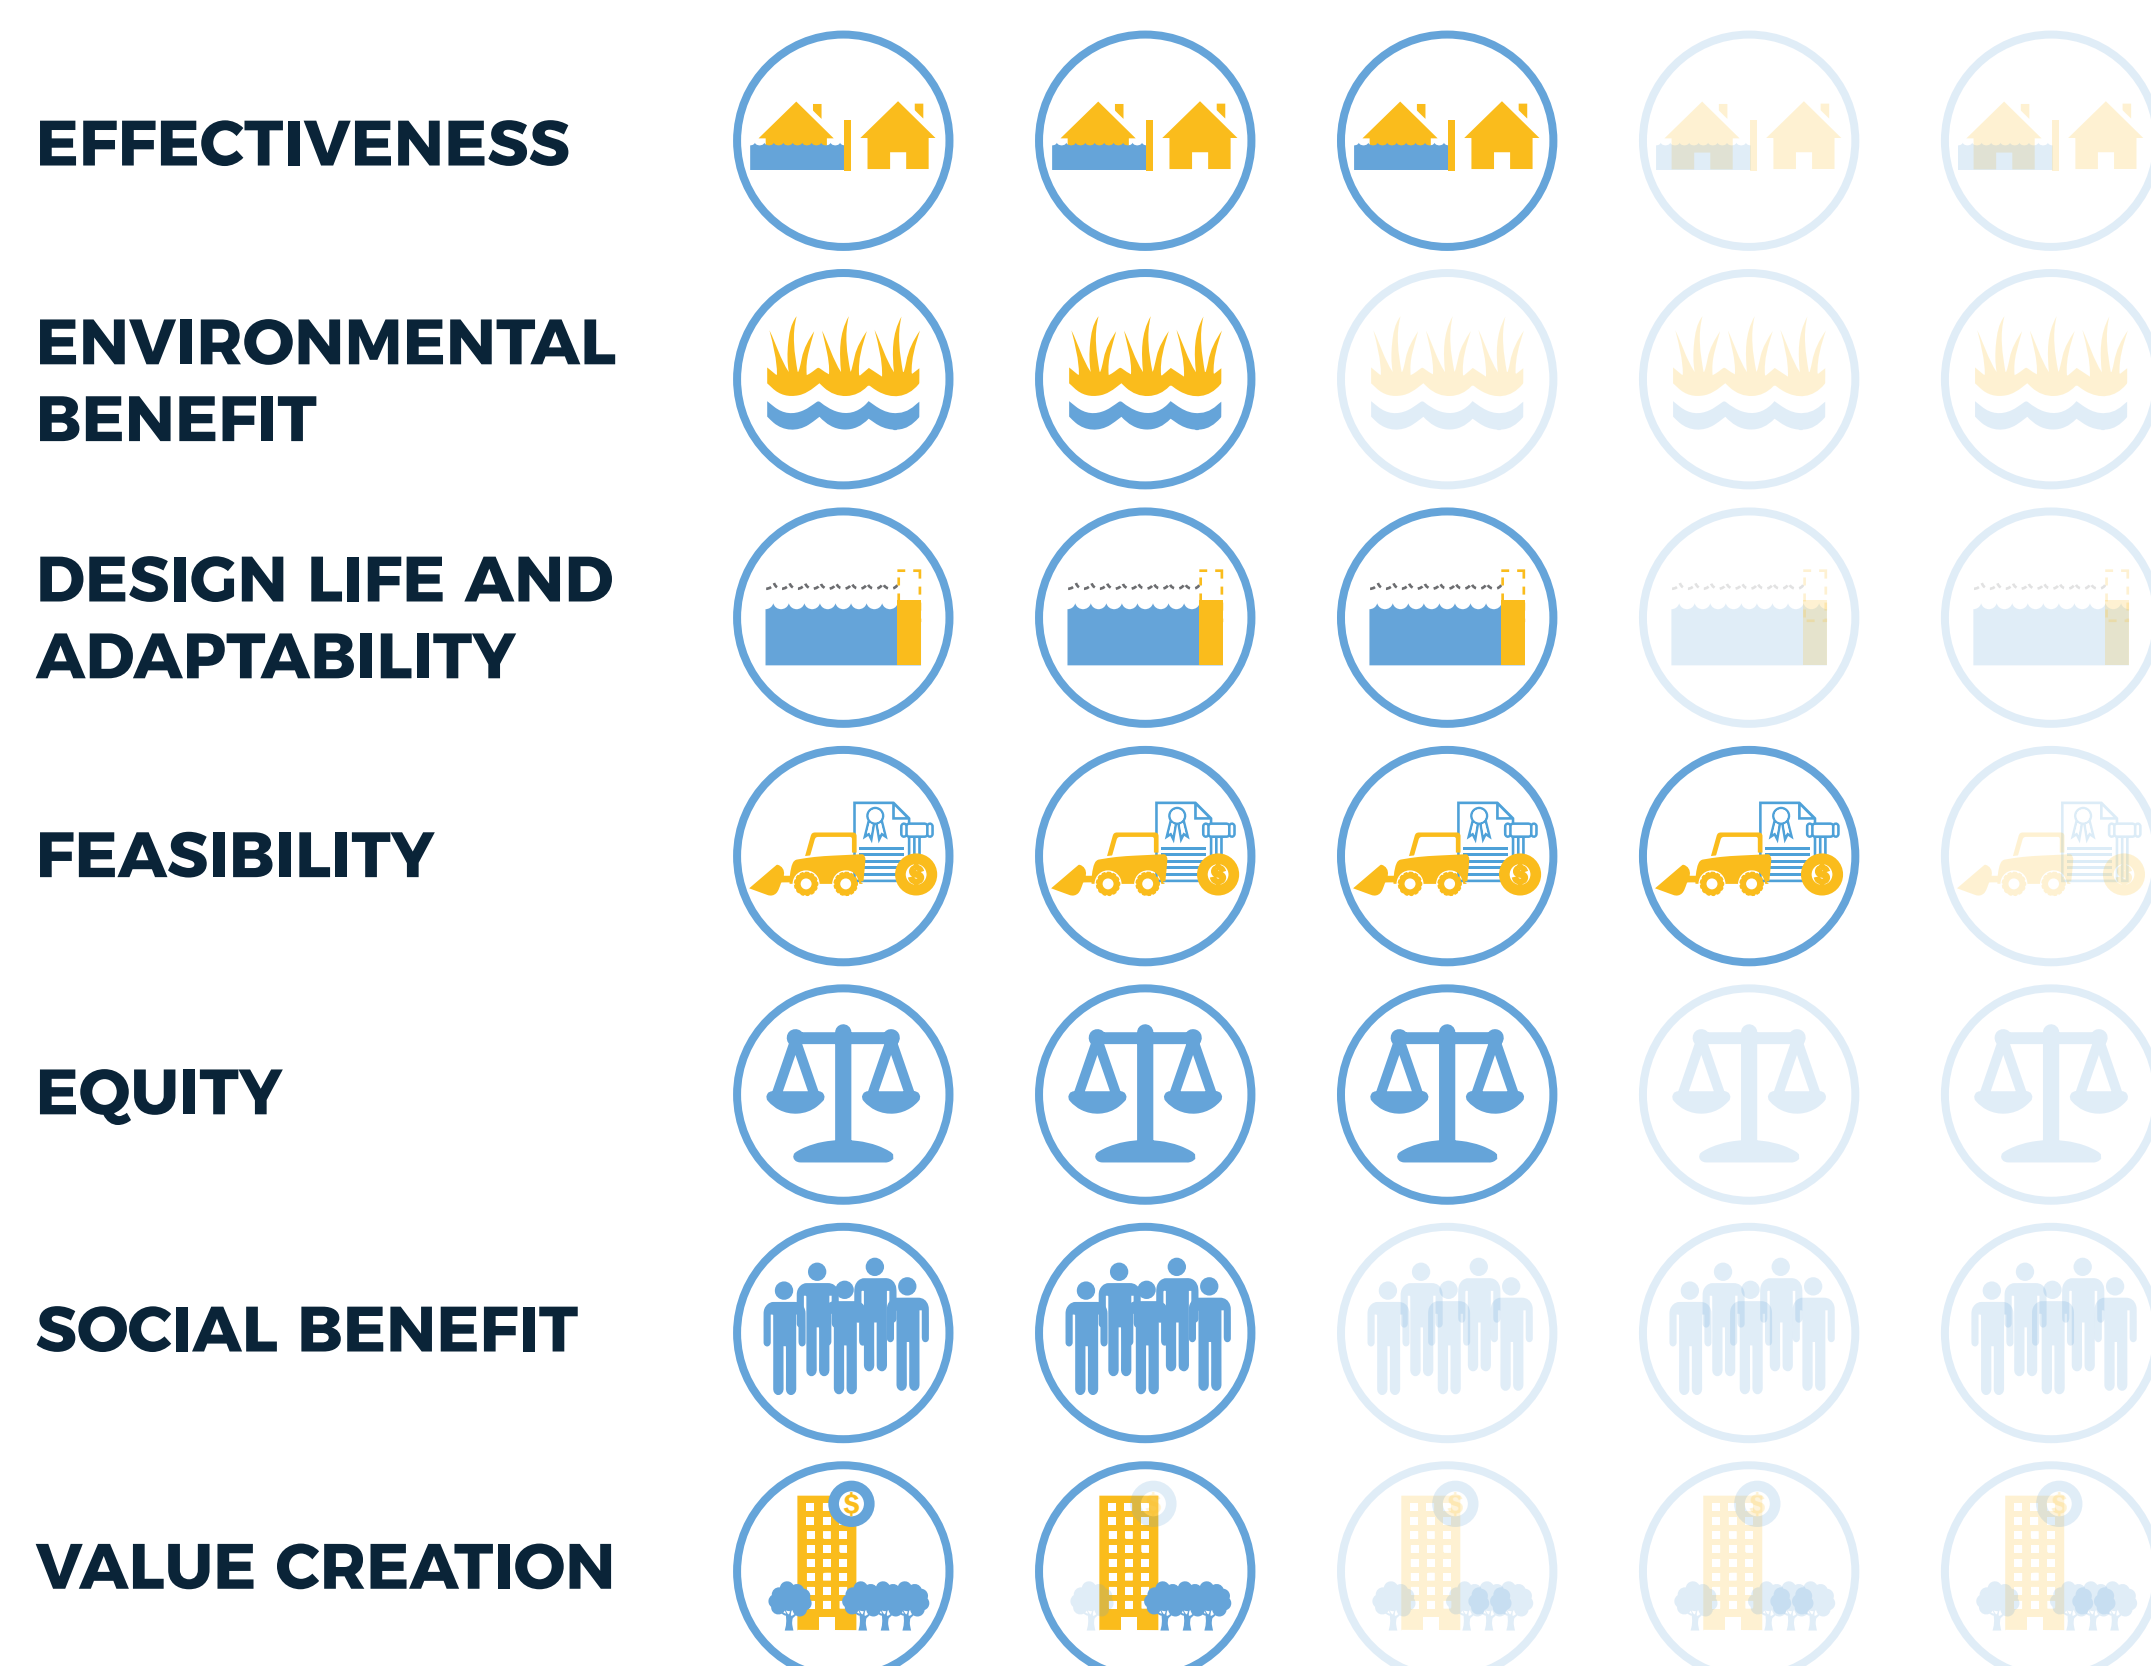 EFFECTIVENESS
ENVIRONMENTAL
BENEFIT
DESIGN LIFE AND
ADAPTABILITY
FEASIBILITY
EQUITY
SOCIAL BENEFIT
VALUE CREATION